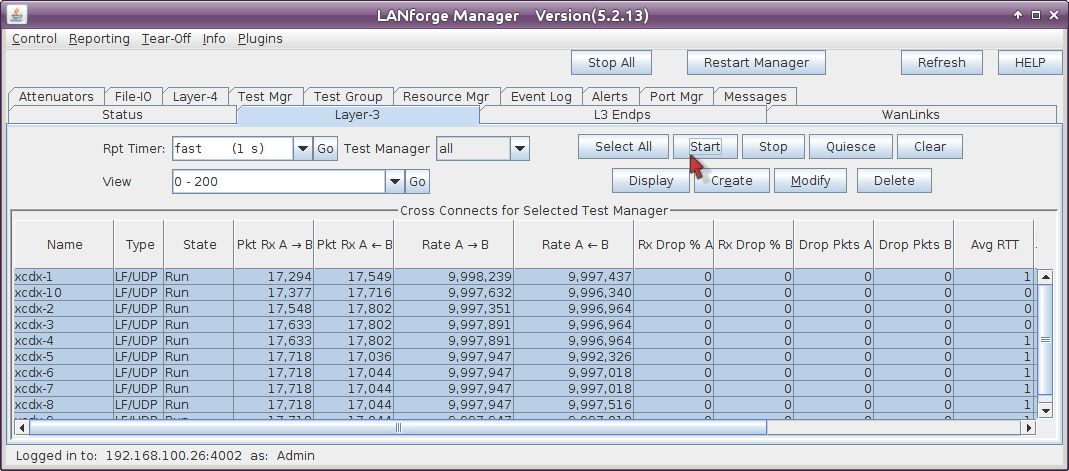 LANforge Manager   Version(5.2.13)
Control Reporting Tear-Off Info Plugins
Stop All Restart Manager Refresh HELP
Attenuators File-IO Layer-4 Test Mgr Test Group Resource Mgr Event Log Alerts Port Mgr Messages
Status Layer-3 L3 Endps WanLinks
Rpt Timer: fast (1 s) Go Test Manager all Select All Start Stop Quiesce Clear
View 0 - 200 Go Display Create Modify Delete
Cross Connects for Selected Test Manager
Name Type State Pkt Rx A → B Pkt Rx A ← B Rate A → B Rate A ← B Rx Drop % A Rx Drop % B Drop Pkts A Drop Pkts B Avg RTT
xcdx-1 LF/UDP Run 17,294 17,549 9,998,239 9,997,437 0 0 0 0 1
xcdx-10 LF/UDP Run 17,377 17,716 9,997,632 9,996,340 0 0 0 0 0
xcdx-2 LF/UDP Run 17,548 17,802 9,997,351 9,996,964 0 0 0 0 0
xcdx-3 LF/UDP Run 17,633 17,802 9,997,891 9,996,964 0 0 0 0 1
xcdx-4 LF/UDP Run 17,633 17,802 9,997,891 9,996,964 0 0 0 0 1
xcdx-5 LF/UDP Run 17,718 17,036 9,997,947 9,992,326 0 0 0 0 1
xcdx-6 LF/UDP Run 17,718 17,044 9,997,947 9,997,018 0 0 0 0 1
xcdx-7 LF/UDP Run 17,718 17,044 9,997,947 9,997,018 0 0 0 0 1
xcdx-8 LF/UDP Run 17,718 17,044 9,997,947 9,997,516 0 0 0 0 1
Logged in to: 192.168.100.26:4002 as: Admin